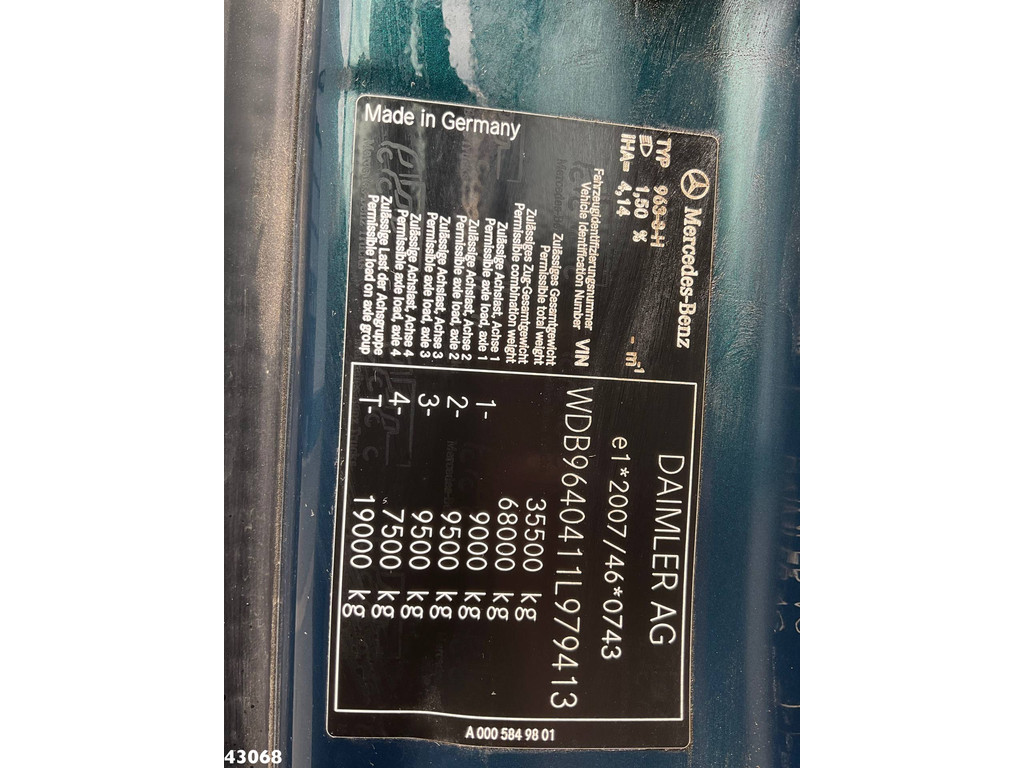 Mercedes-Benz
DAIMLER AG
TYP 963-8-H - m-1
1,50 %
IHA= 4,14
e1*2007/46*0743
Fahrzeugidentifizierungsnummer
Vehicle Identification Number VIN WDB9640411L979413
Zulässiges Gesamtgewicht
Permissible total weight 35500 kg
Zulässiges Zug-Gesamtgewicht
Permissible combination weight 68000 kg
Zulässige Achslast, Achse 1
Permissible axle load, axle 1 1- 9000 kg
Zulässige Achslast, Achse 2
Permissible axle load, axle 2 2- 9500 kg
Zulässige Achslast, Achse 3
Permissible axle load, axle 3 3- 9500 kg
Zulässige Achslast, Achse 4
Permissible axle load, axle 4 4- 7500 kg
Zulässige Last der Achsgruppe
Permissible load on axle group T- 19000 kg
Made in Germany
A 000 584 98 01
43068